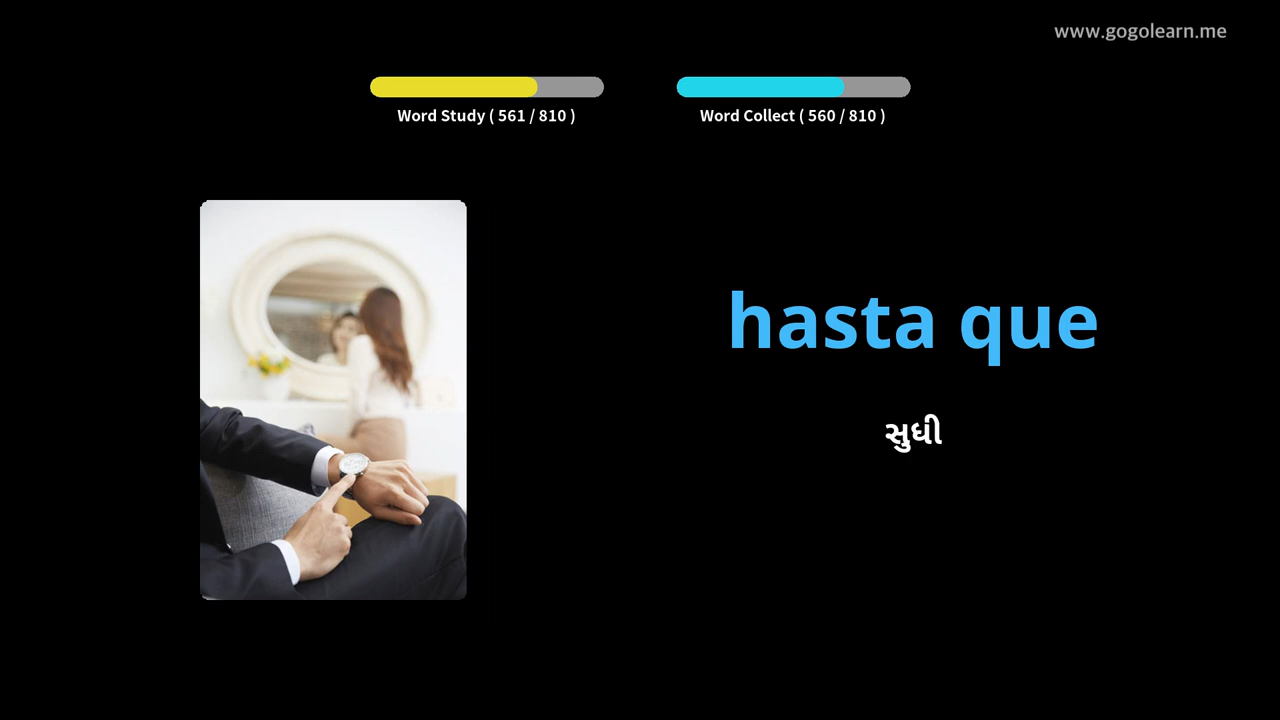 www.gogolearn.me
Word Study ( 561 / 810 )
Word Collect ( 560 / 810 )
hasta que
સુધી